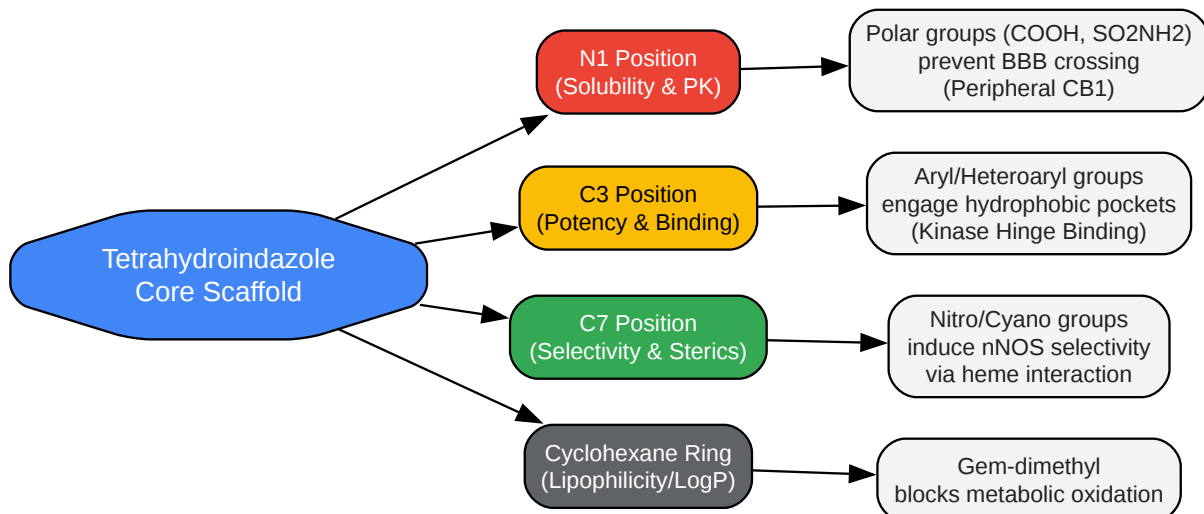 Tetrahydroindazole
Core Scaffold
N1 Position
(Solubility & PK)
Polar groups (COOH, SO2NH2)
prevent BBB crossing
(Peripheral CB1)
C3 Position
(Potency & Binding)
Aryl/Heteroaryl groups
engage hydrophobic pockets
(Kinase Hinge Binding)
C7 Position
(Selectivity & Sterics)
Nitro/Cyano groups
induce nNOS selectivity
via heme interaction
Cyclohexane Ring
(Lipophilicity/LogP)
Gem-dimethyl
blocks metabolic oxidation